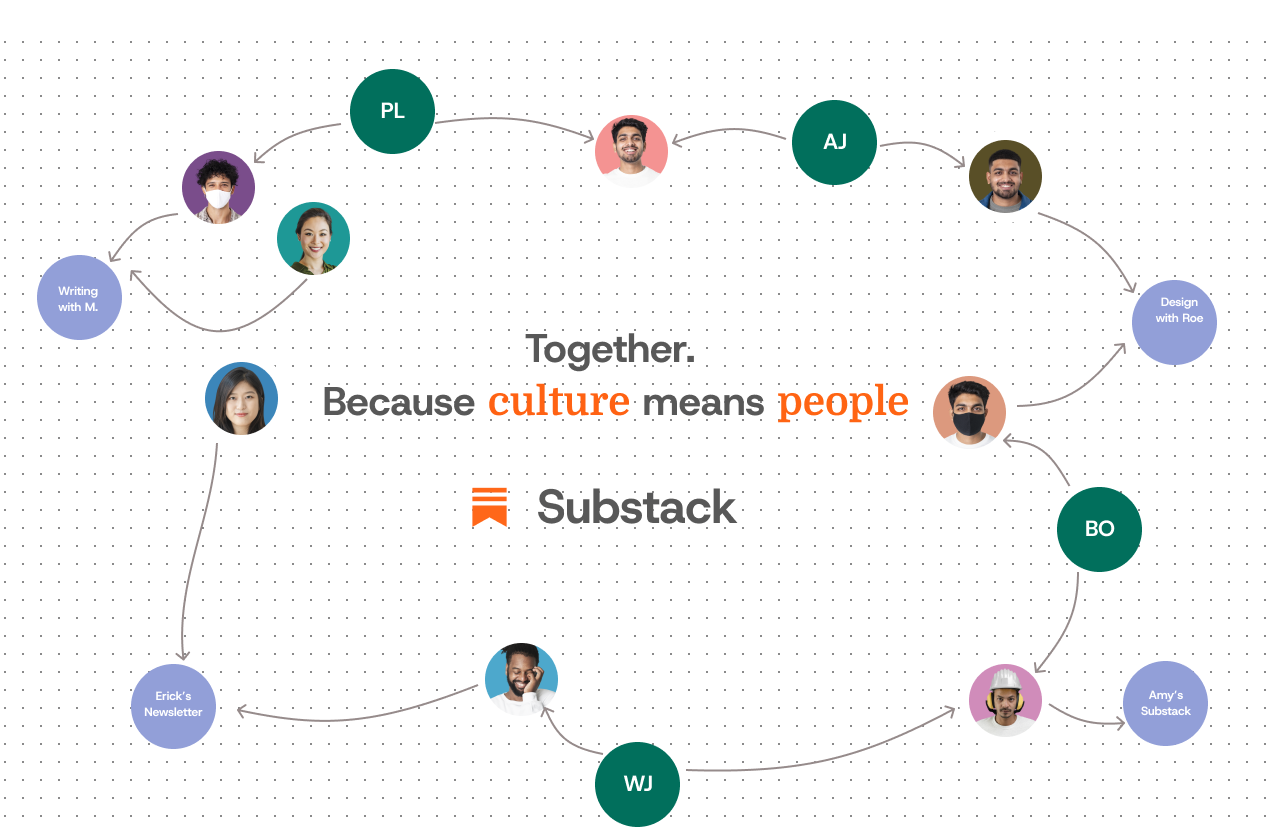 PL
AJ
Writing
with M.
Design
with Roe
Together.
Because culture means people
Substack
BO
Erick's
Newsletter
Amy's
Substack
WJ